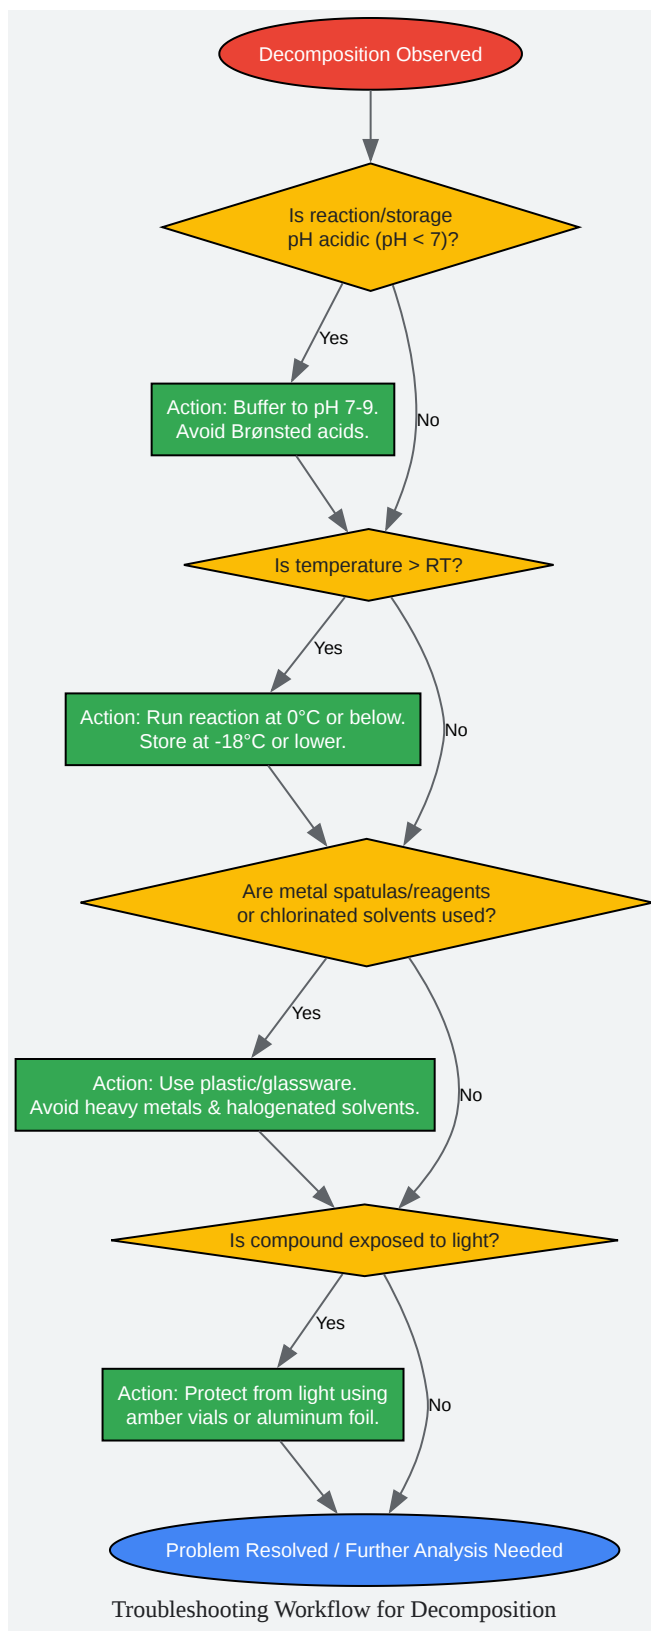 Decomposition Observed
Is reaction/storage
pH acidic (pH < 7)?
Yes
Action: Buffer to pH 7-9.
Avoid Brønsted acids.
No
Is temperature > RT?
Yes
Action: Run reaction at 0°C or below.
Store at -18°C or lower.
No
Are metal spatulas/reagents
or chlorinated solvents used?
Yes
Action: Use plastic/glassware.
Avoid heavy metals & halogenated solvents.
No
Is compound exposed to light?
Yes
Action: Protect from light using
amber vials or aluminum foil.
No
Problem Resolved / Further Analysis Needed
Troubleshooting Workflow for Decomposition